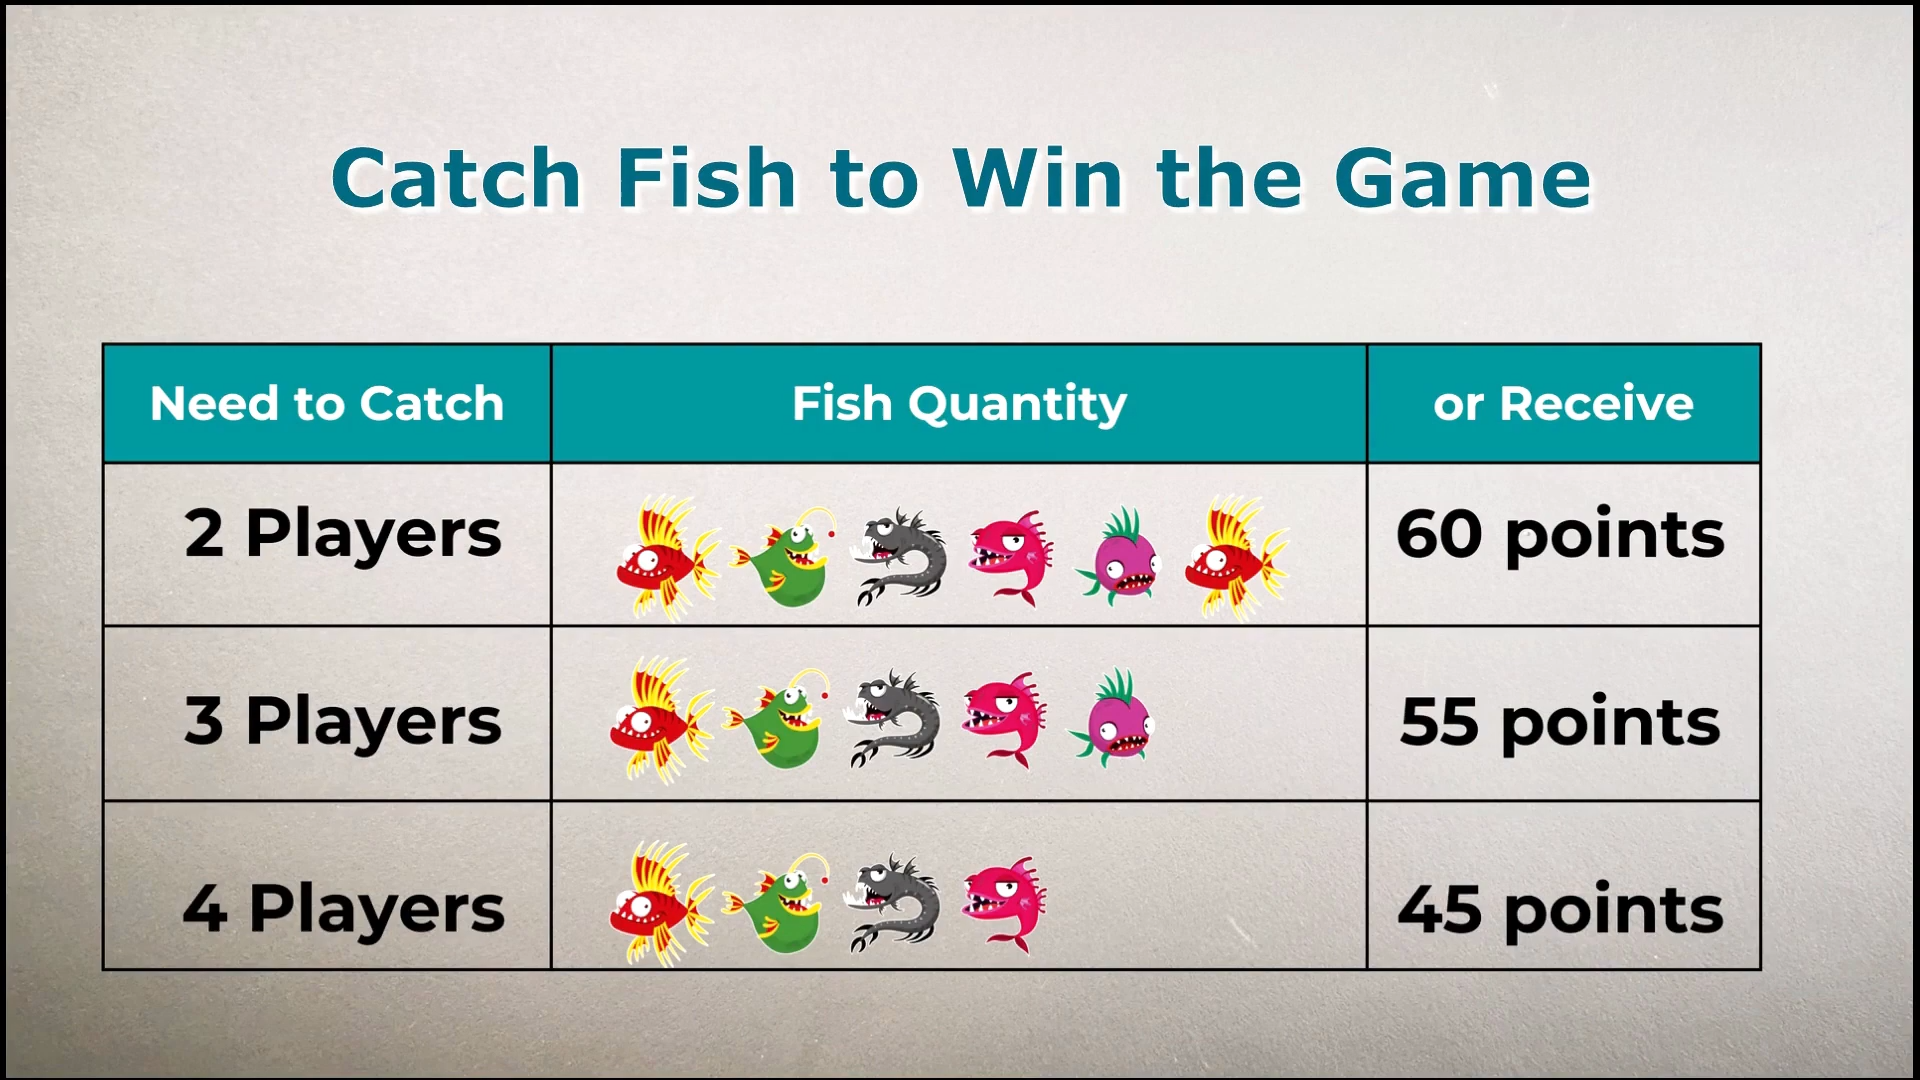 Catch Fish to Win the Game
Need to Catch Fish Quantity or Receive
2 Players 60 points
3 Players 55 points
4 Players 45 points